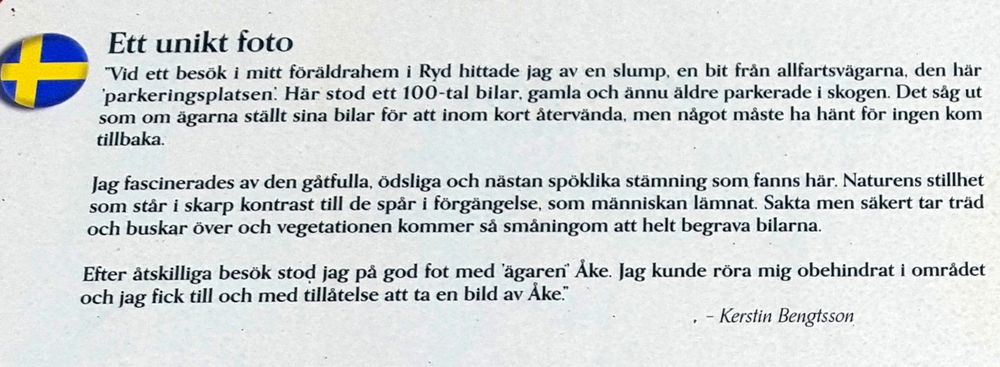 Ett unikt foto
"Vid ett besök i mitt föräldrahem i Ryd hittade jag av en slump, en bit från allfartsvägarna, den här
'parkeringsplatsen'. Här stod ett 100-tal bilar, gamla och ännu äldre parkerade i skogen. Det såg ut
som om ägarna ställt sina bilar för att inom kort återvända, men något måste ha hänt för ingen kom
tillbaka.
Jag fascinerades av den gåtfulla, ödsliga och nästan spöklika stämning som fanns här. Naturens stillhet
som står i skarp kontrast till de spår i förgängelse, som människan lämnat. Sakta men säkert tar träd
och buskar över och vegetationen kommer så småningom att helt begrava bilarna.
Efter åtskilliga besök stod jag på god fot med 'ägaren' Åke. Jag kunde röra mig obehindrat i området
och jag fick till och med tillåtelse att ta en bild av Åke."
- Kerstin Bengtsson